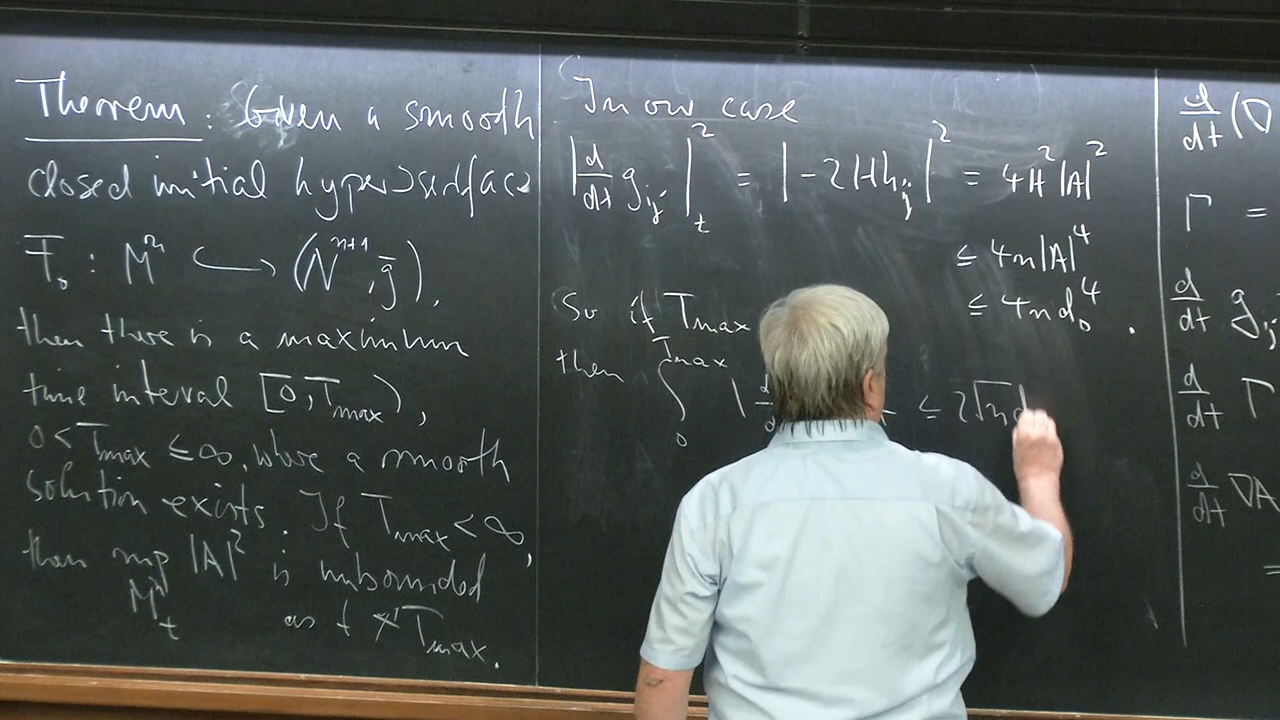 Theorem: Given a smooth
closed initial hypersurface
F₀ : Mⁿ ↪ (Nⁿ⁺¹, ḡ),
then there is a maximum
time interval [0, T_max),
0 < T_max ≤ ∞, where a smooth
solution exists. If T_max < ∞,
then sup_{Mⁿ_t} |A|² is unbounded
as t ↗ T_max.
In our case
|d/dt g_ij|²_t = |-2Hh_ij|² = 4H²|A|²
≤ 4n|A|⁴
≤ 4nd₀⁴.
So if T_max
then ∫₀^{T_max} |d ≤ 2√n d
d/dt (∇
Γ =
d/dt g_ij
d/dt Γ
d/dt ∇A
=